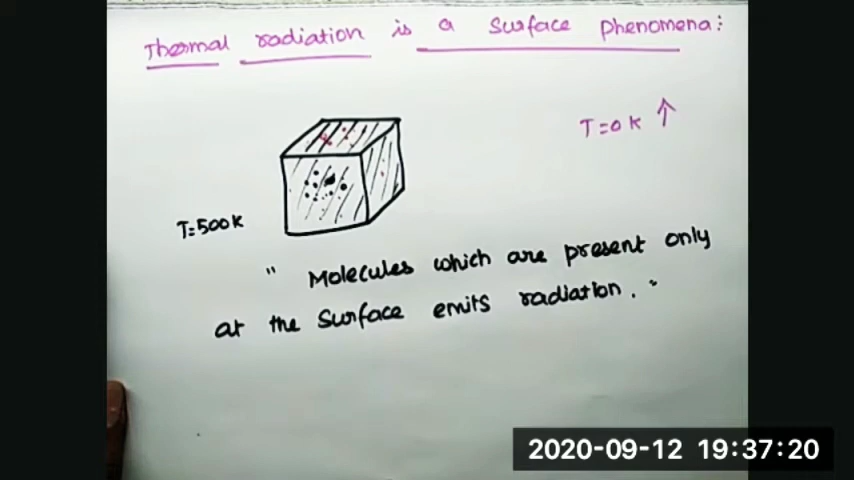 Thermal radiation is a Surface phenomena:
T=0K ↑
T=500K
" Molecules which are present only
at the Surface emits radiation. "
2020-09-12 19:37:20